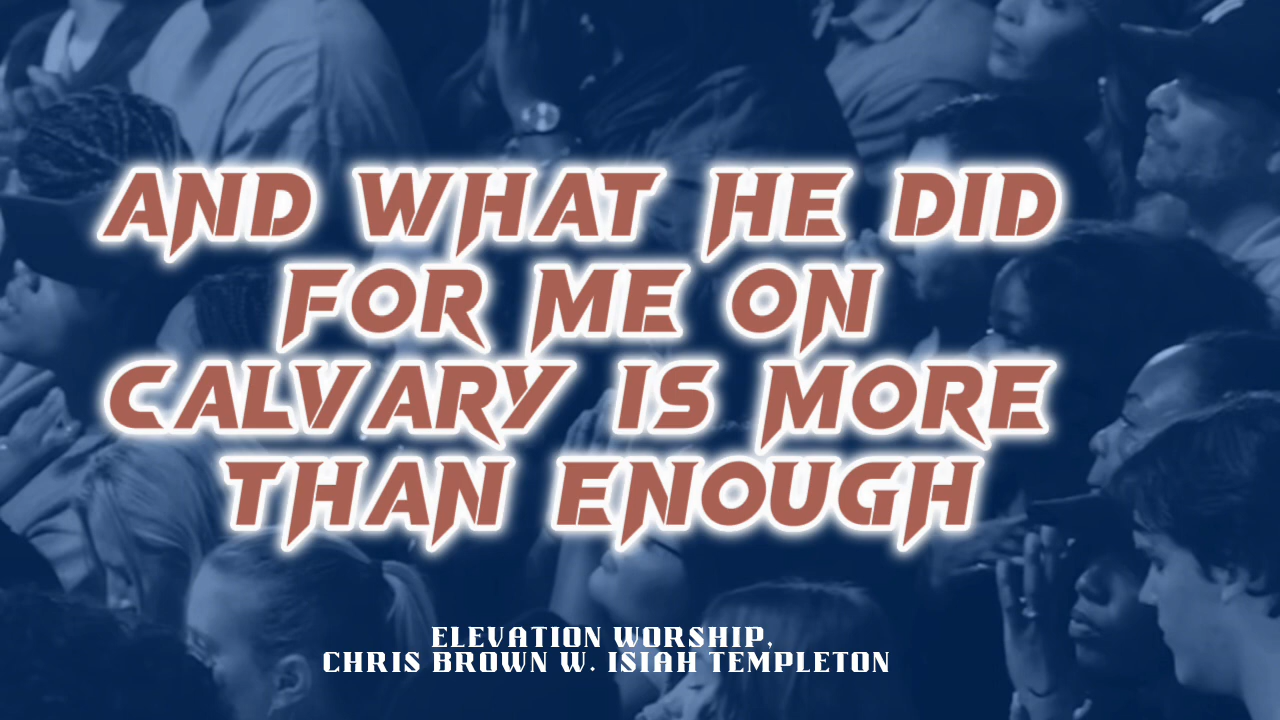 AND WHAT HE DID
FOR ME ON
CALVARY IS MORE
THAN ENOUGH
ELEVATION WORSHIP,
CHRIS BROWN W. ISIAH TEMPLETON